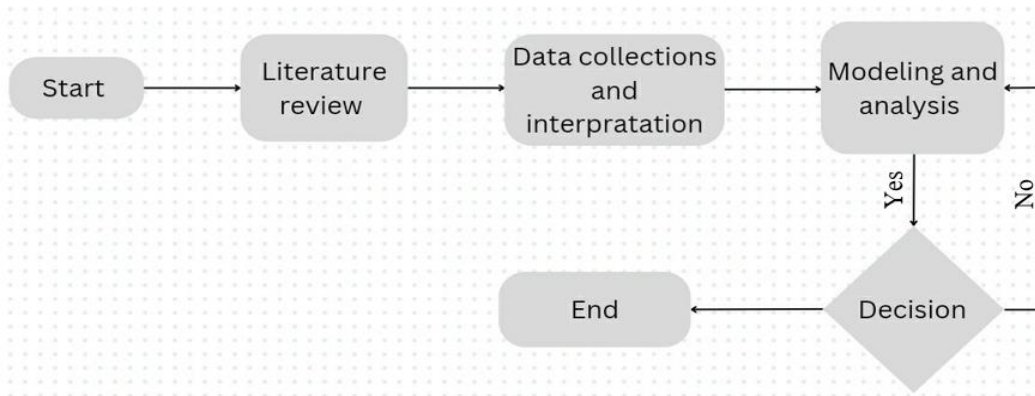 Start
Literature
review
Data collections
and
interpratation
Modeling and
analysis
Yes
No
End
Decision